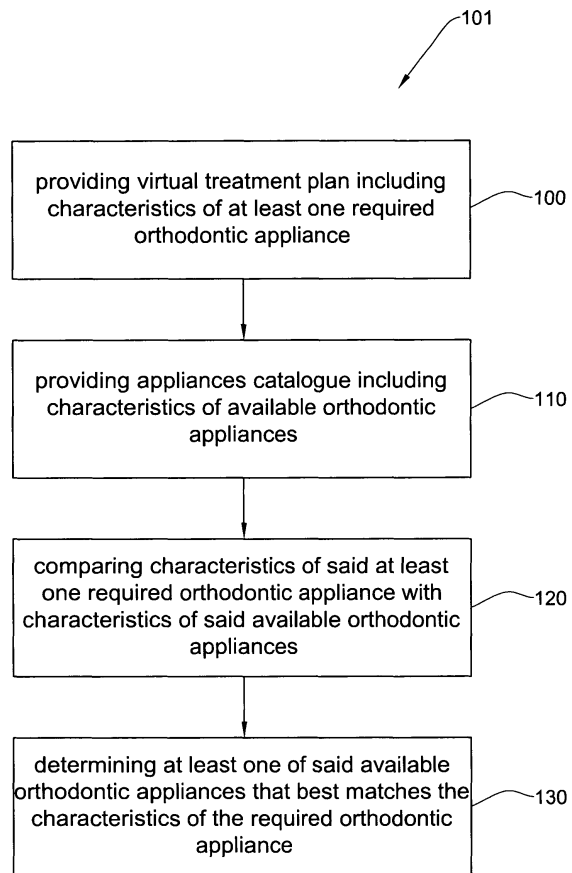 101
providing virtual treatment plan including
characteristics of at least one required
orthodontic appliance
100
providing appliances catalogue including
characteristics of available orthodontic
appliances
110
comparing characteristics of said at least
one required orthodontic appliance with
characteristics of said available orthodontic
appliances
120
determining at least one of said available
orthodontic appliances that best matches the
characteristics of the required orthodontic
appliance
130